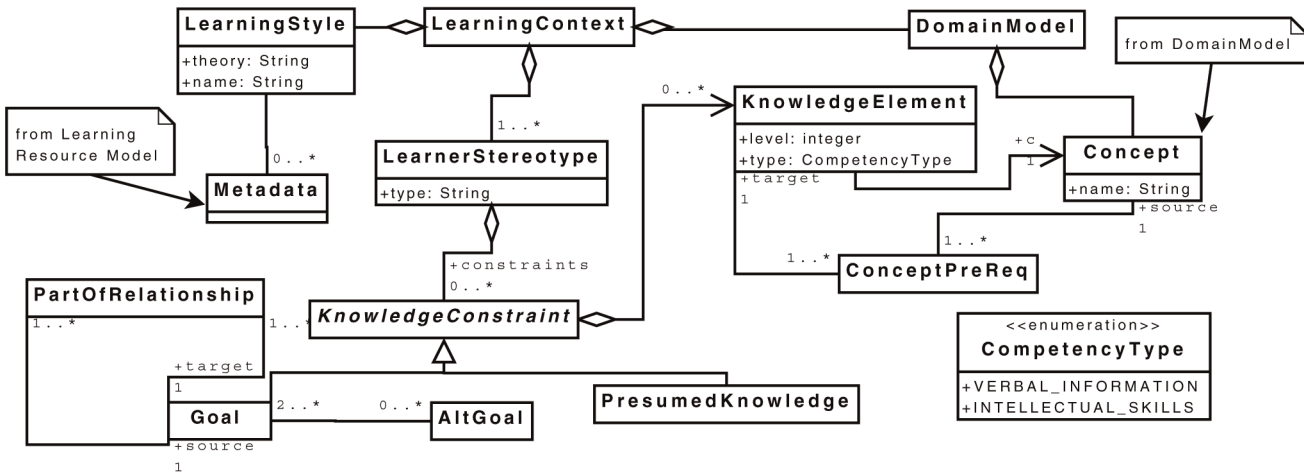 LearningStyle
+theory: String
+name: String
LearningContext
DomainModel
from DomainModel
0..*
KnowledgeElement
+level: integer
+type: CompetencyType
+target
1
+c
1
Concept
+name: String
+source
1
from Learning
Resource Model
0..*
Metadata
1..*
LearnerStereotype
+type: String
1..*
1..*
ConceptPreReq
+constraints
0..*
PartOfRelationship
1..*
1..*
KnowledgeConstraint
<<enumeration>>
CompetencyType
+VERBAL_INFORMATION
+INTELLECTUAL_SKILLS
+target
1
Goal
2..*
0..*
AltGoal
PresumedKnowledge
+source
1